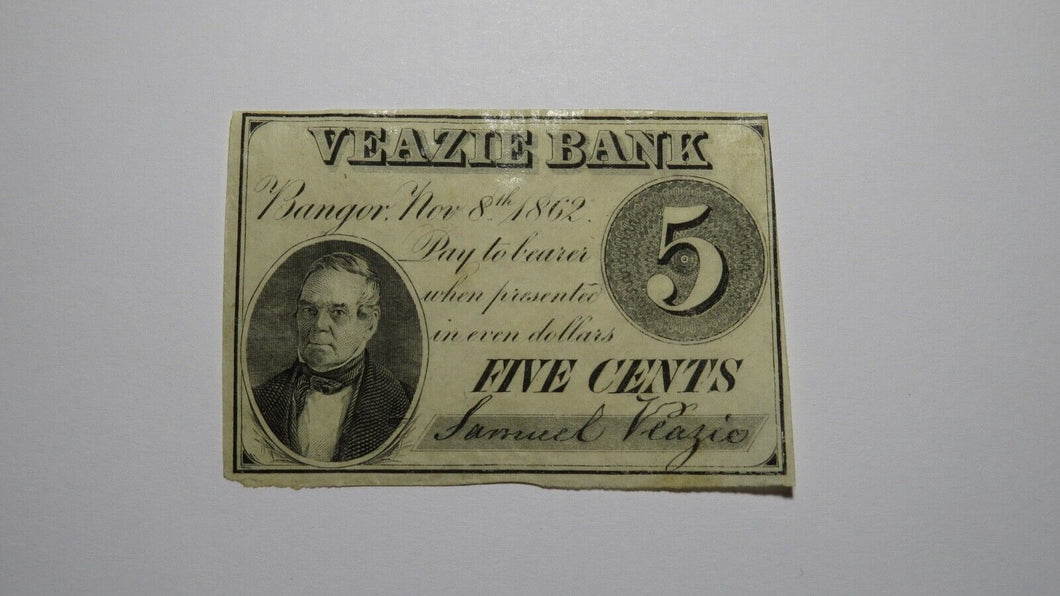 VEAZIE BANK
Bangor, Nov 8th 1862.
5
Pay to bearer
when presented
in even dollars
FIVE CENTS
Samuel Veazie